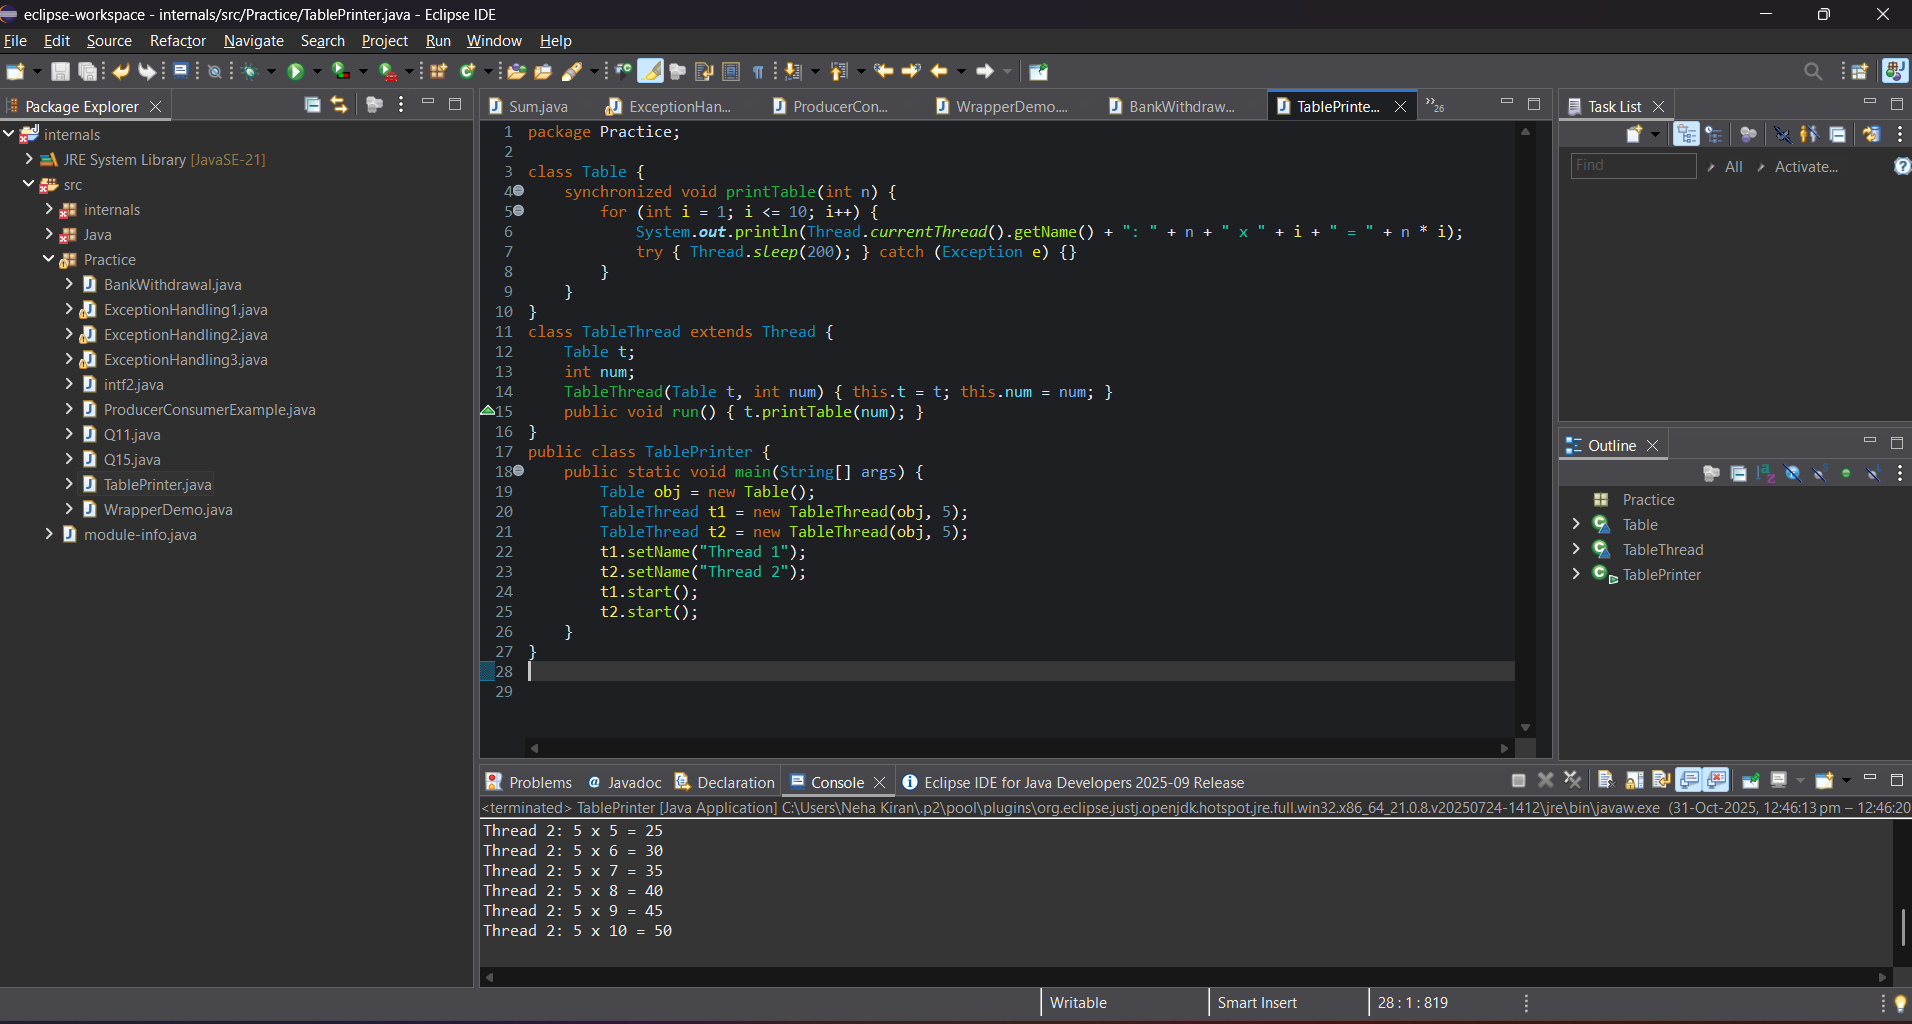 eclipse-workspace - internals/src/Practice/TablePrinter.java - Eclipse IDE
File Edit Source Refactor Navigate Search Project Run Window Help
Package Explorer
internals
JRE System Library [JavaSE-21]
src
internals
Java
Practice
BankWithdrawal.java
ExceptionHandling1.java
ExceptionHandling2.java
ExceptionHandling3.java
intf2.java
ProducerConsumerExample.java
Q11.java
Q15.java
TablePrinter.java
WrapperDemo.java
module-info.java
Sum.java ExceptionHan... ProducerCon... WrapperDemo.... BankWithdraw... TablePrinte... »26
1 package Practice;
2
3 class Table {
4 synchronized void printTable(int n) {
5 for (int i = 1; i <= 10; i++) {
6 System.out.println(Thread.currentThread().getName() + ": " + n + " x " + i + " = " + n * i);
7 try { Thread.sleep(200); } catch (Exception e) {}
8 }
9 }
10 }
11 class TableThread extends Thread {
12 Table t;
13 int num;
14 TableThread(Table t, int num) { this.t = t; this.num = num; }
15 public void run() { t.printTable(num); }
16 }
17 public class TablePrinter {
18 public static void main(String[] args) {
19 Table obj = new Table();
20 TableThread t1 = new TableThread(obj, 5);
21 TableThread t2 = new TableThread(obj, 5);
22 t1.setName("Thread 1");
23 t2.setName("Thread 2");
24 t1.start();
25 t2.start();
26 }
27 }
28
29
Task List
Find All Activate...
Outline
Practice
Table
TableThread
TablePrinter
Problems Javadoc Declaration Console Eclipse IDE for Java Developers 2025-09 Release
<terminated> TablePrinter [Java Application] C:\Users\Neha Kiran\.p2\pool\plugins\org.eclipse.justj.openjdk.hotspot.jre.full.win32.x86_64_21.0.8.v20250724-1412\jre\bin\javaw.exe (31-Oct-2025, 12:46:13 pm – 12:46:20
Thread 2: 5 x 5 = 25
Thread 2: 5 x 6 = 30
Thread 2: 5 x 7 = 35
Thread 2: 5 x 8 = 40
Thread 2: 5 x 9 = 45
Thread 2: 5 x 10 = 50
Writable Smart Insert 28 : 1 : 819